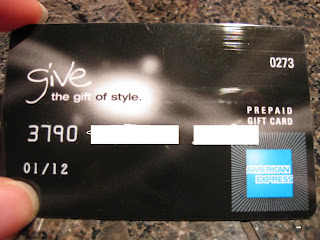 0273
give
the gift of style.
PREPAID
GIFT CARD
3790
01/12
AMERICAN
EXPRESS